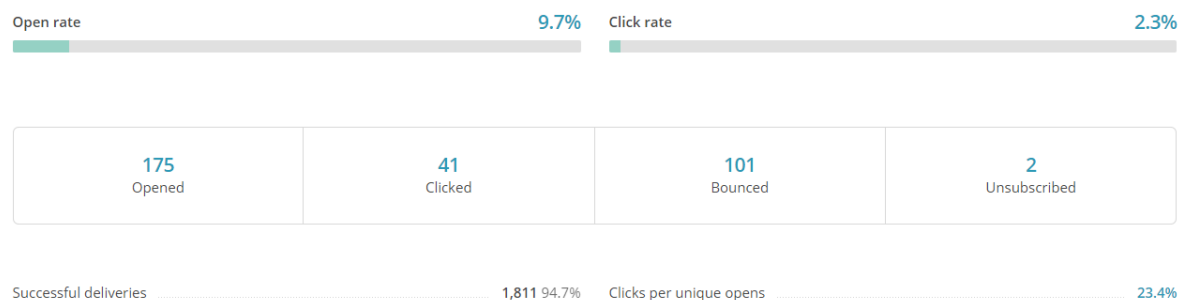 Open rate 9.7% Click rate 2.3%
175 41 101 2
Opened Clicked Bounced Unsubscribed
Successful deliveries 1,811 94.7% Clicks per unique opens 23.4%